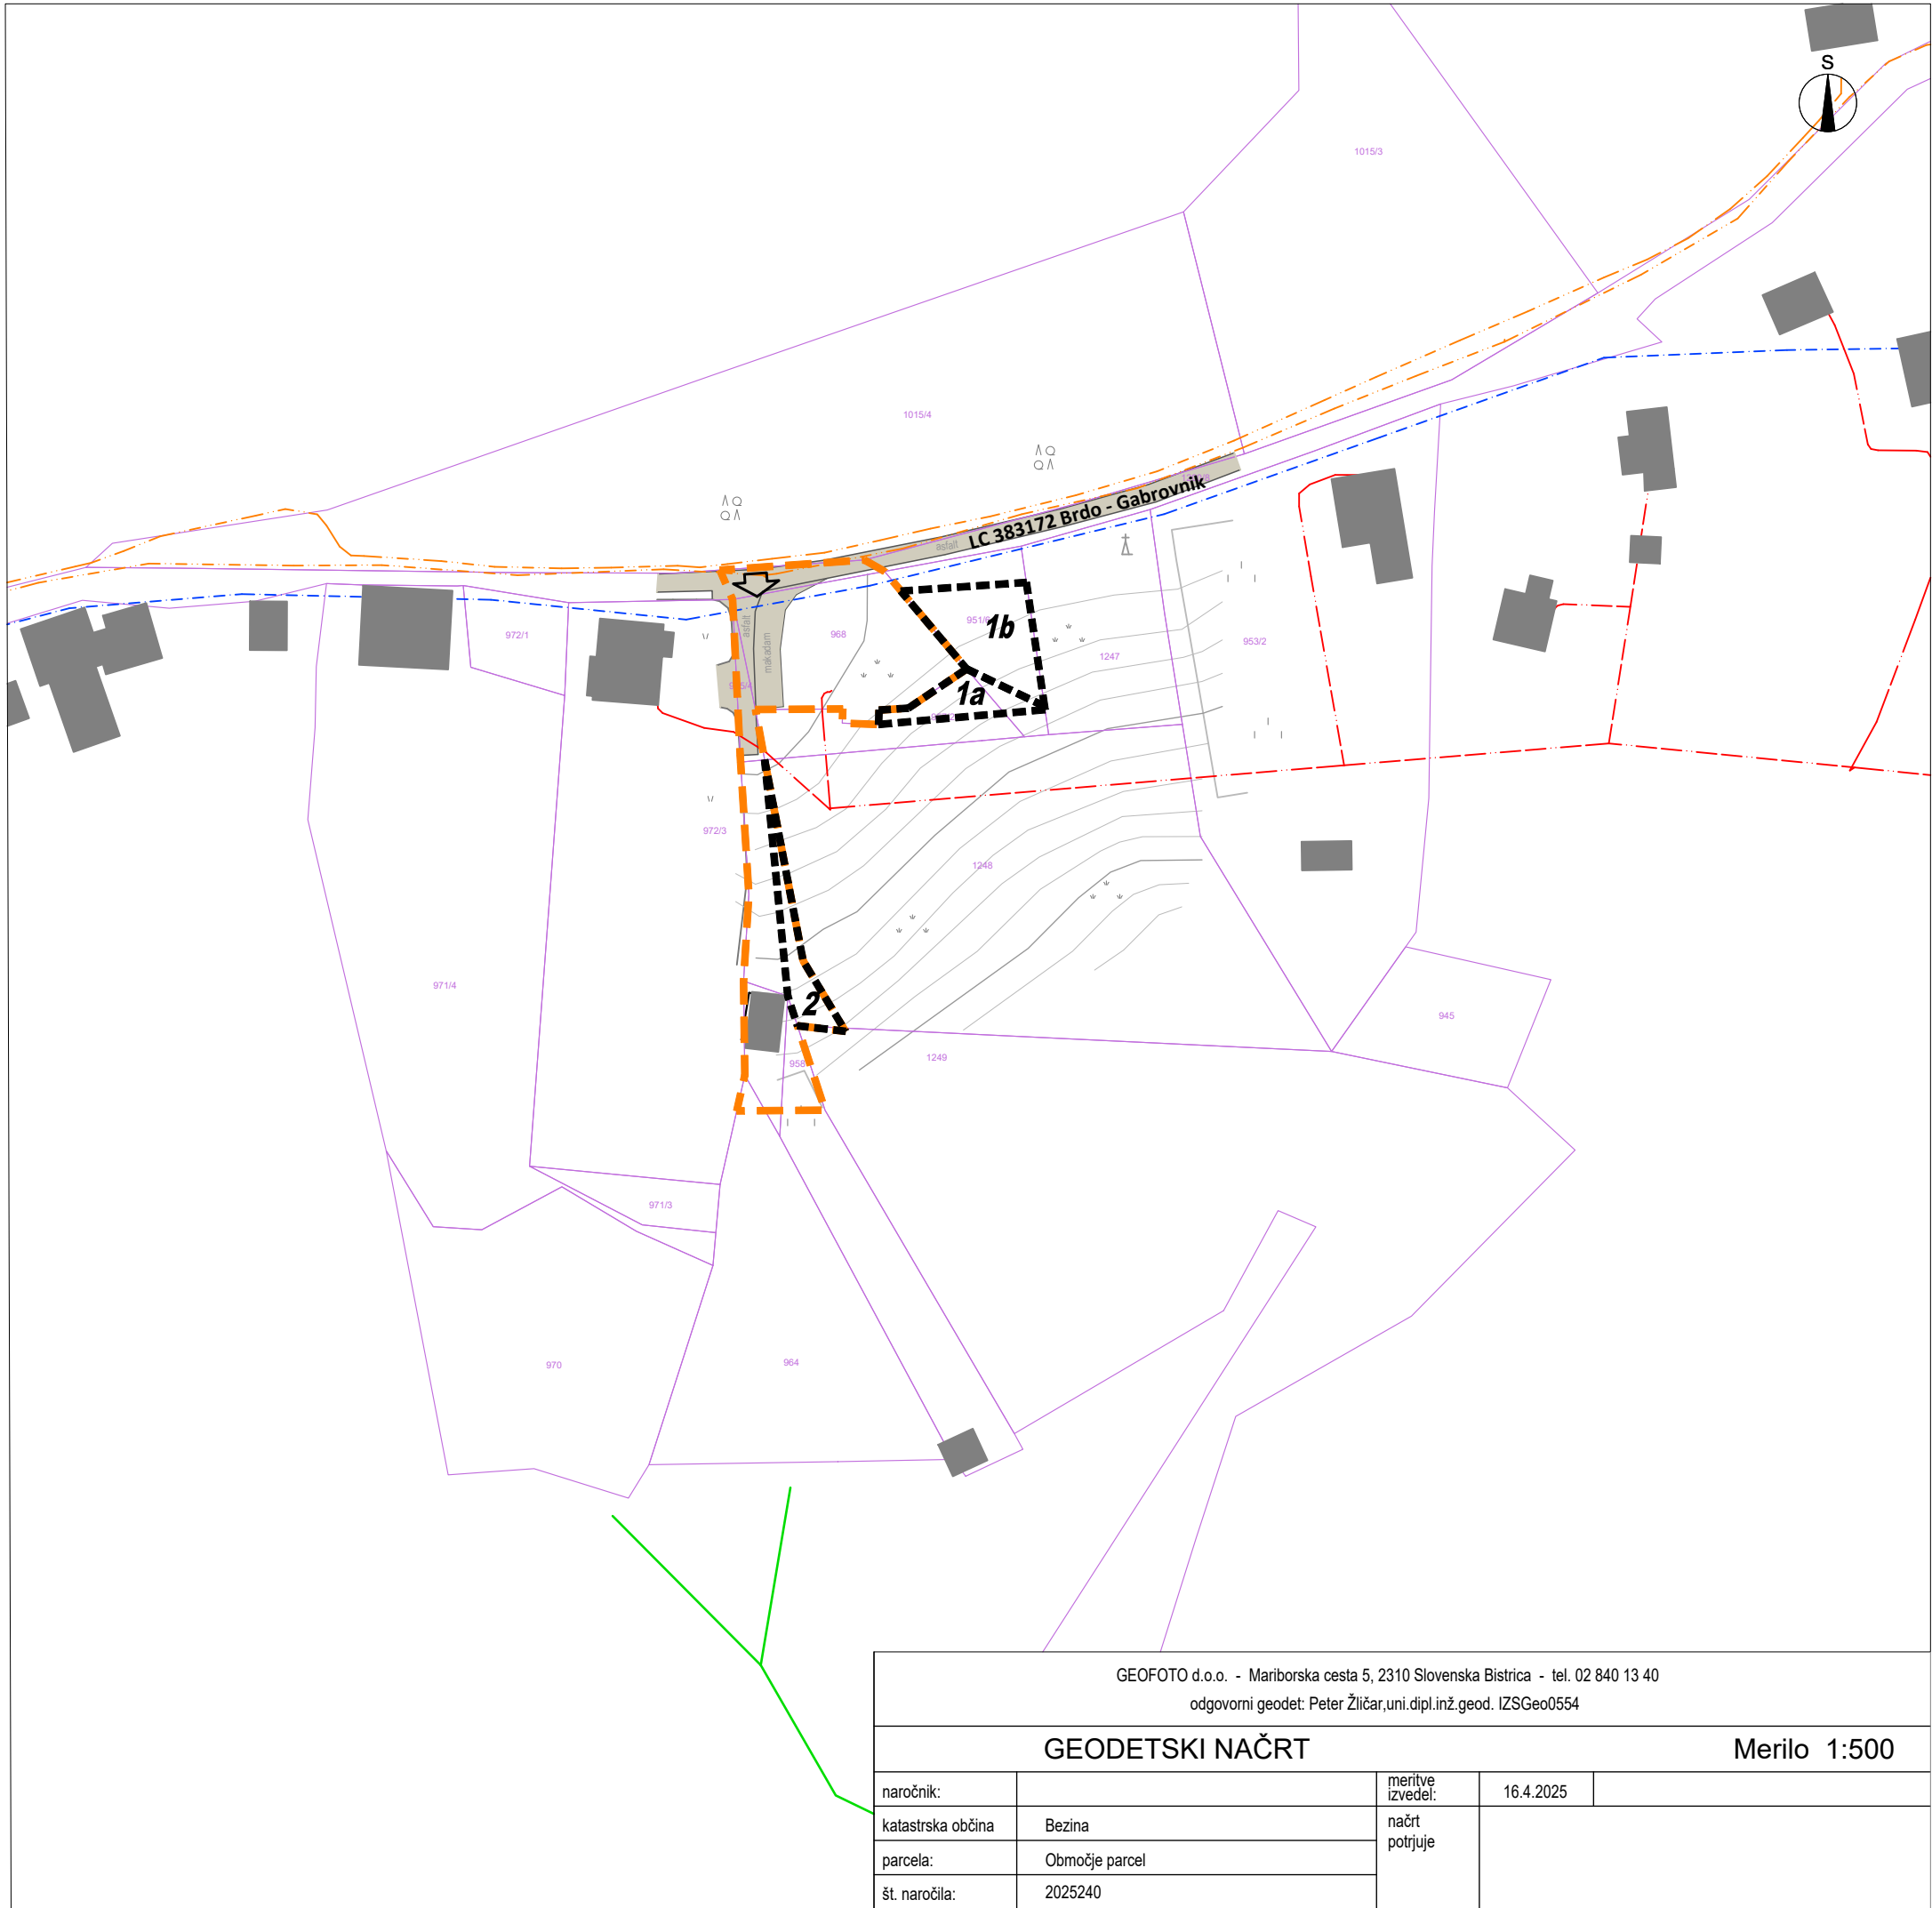 S
1015/3
1015/4
LC 383172 Brdo - Gabrovnik
asfalt
972/1
asfalt
makadam
968
1b
1247
953/2
1a
972/3
1248
971/4
2
945
958
1249
971/3
970
964
GEOFOTO d.o.o. - Mariborska cesta 5, 2310 Slovenska Bistrica - tel. 02 840 13 40
odgovorni geodet: Peter Žličar,uni.dipl.inž.geod. IZSGeo0554
GEODETSKI NAČRT Merilo 1:500
naročnik:
meritve
izvedel: 16.4.2025
katastrska občina Bezina
načrt
potrjuje
parcela: Območje parcel
št. naročila: 2025240